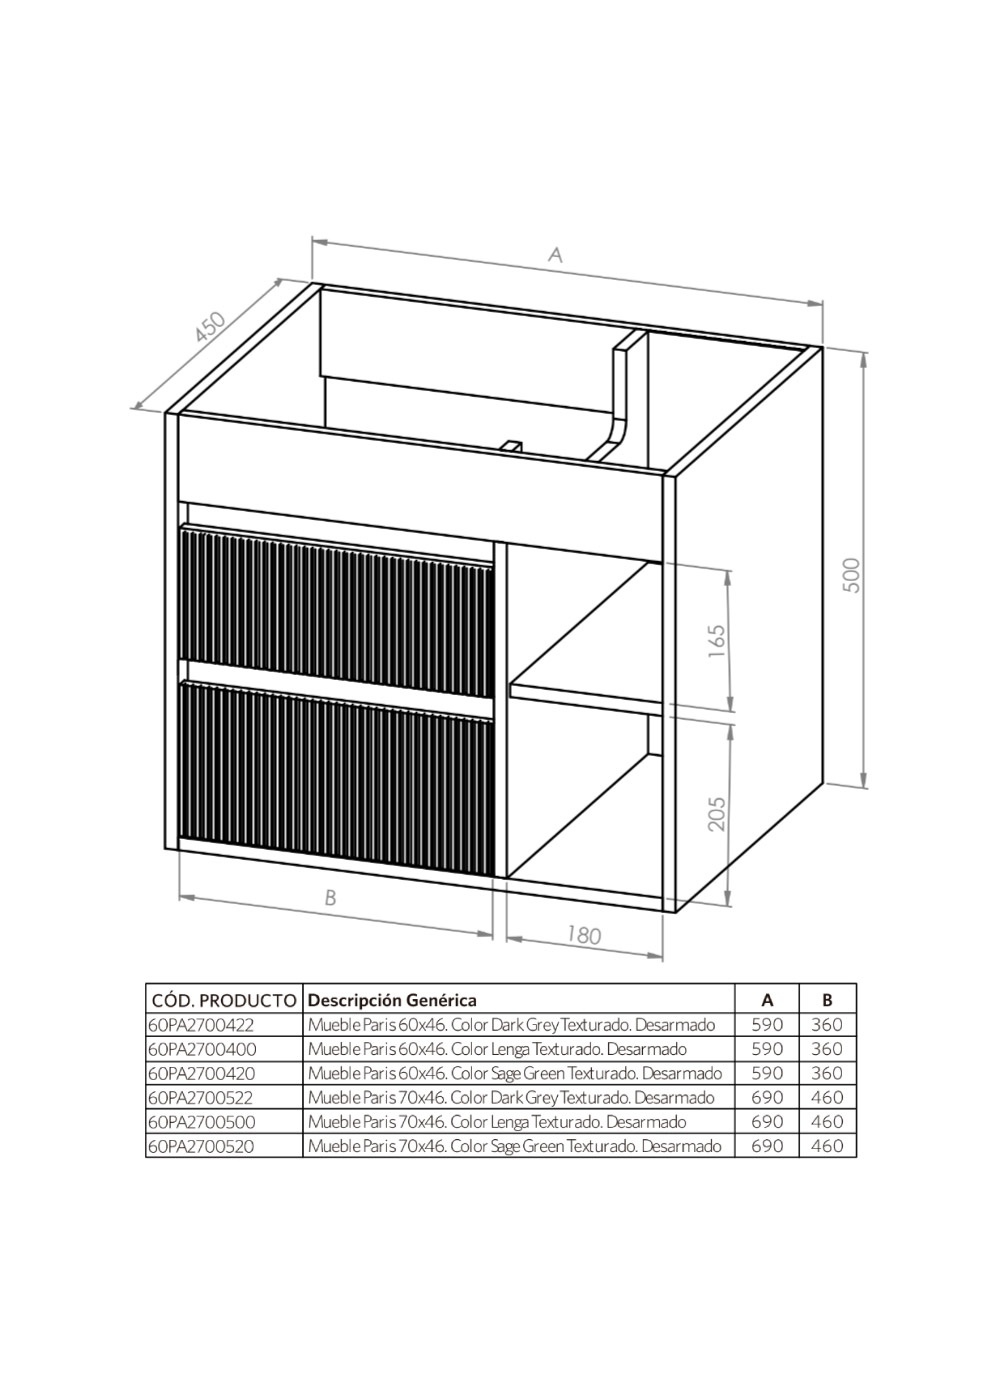 A
450
500
165
205
B
180
CÓD. PRODUCTO Descripción Genérica A B
60PA2700422 Mueble Paris 60x46. Color Dark Grey Texturado. Desarmado 590 360
60PA2700400 Mueble Paris 60x46. Color Lenga Texturado. Desarmado 590 360
60PA2700420 Mueble Paris 60x46. Color Sage Green Texturado. Desarmado 590 360
60PA2700522 Mueble Paris 70x46. Color Dark Grey Texturado. Desarmado 690 460
60PA2700500 Mueble Paris 70x46. Color Lenga Texturado. Desarmado 690 460
60PA2700520 Mueble Paris 70x46. Color Sage Green Texturado. Desarmado 690 460